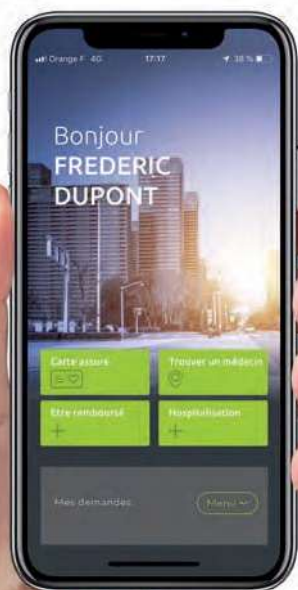 Orange F 4G 17:17 38 %
Bonjour
FREDERIC
DUPONT
Carte assuré
Trouver un médecin
Etre remboursé
Hospitalisation
Mes demandes
Menu